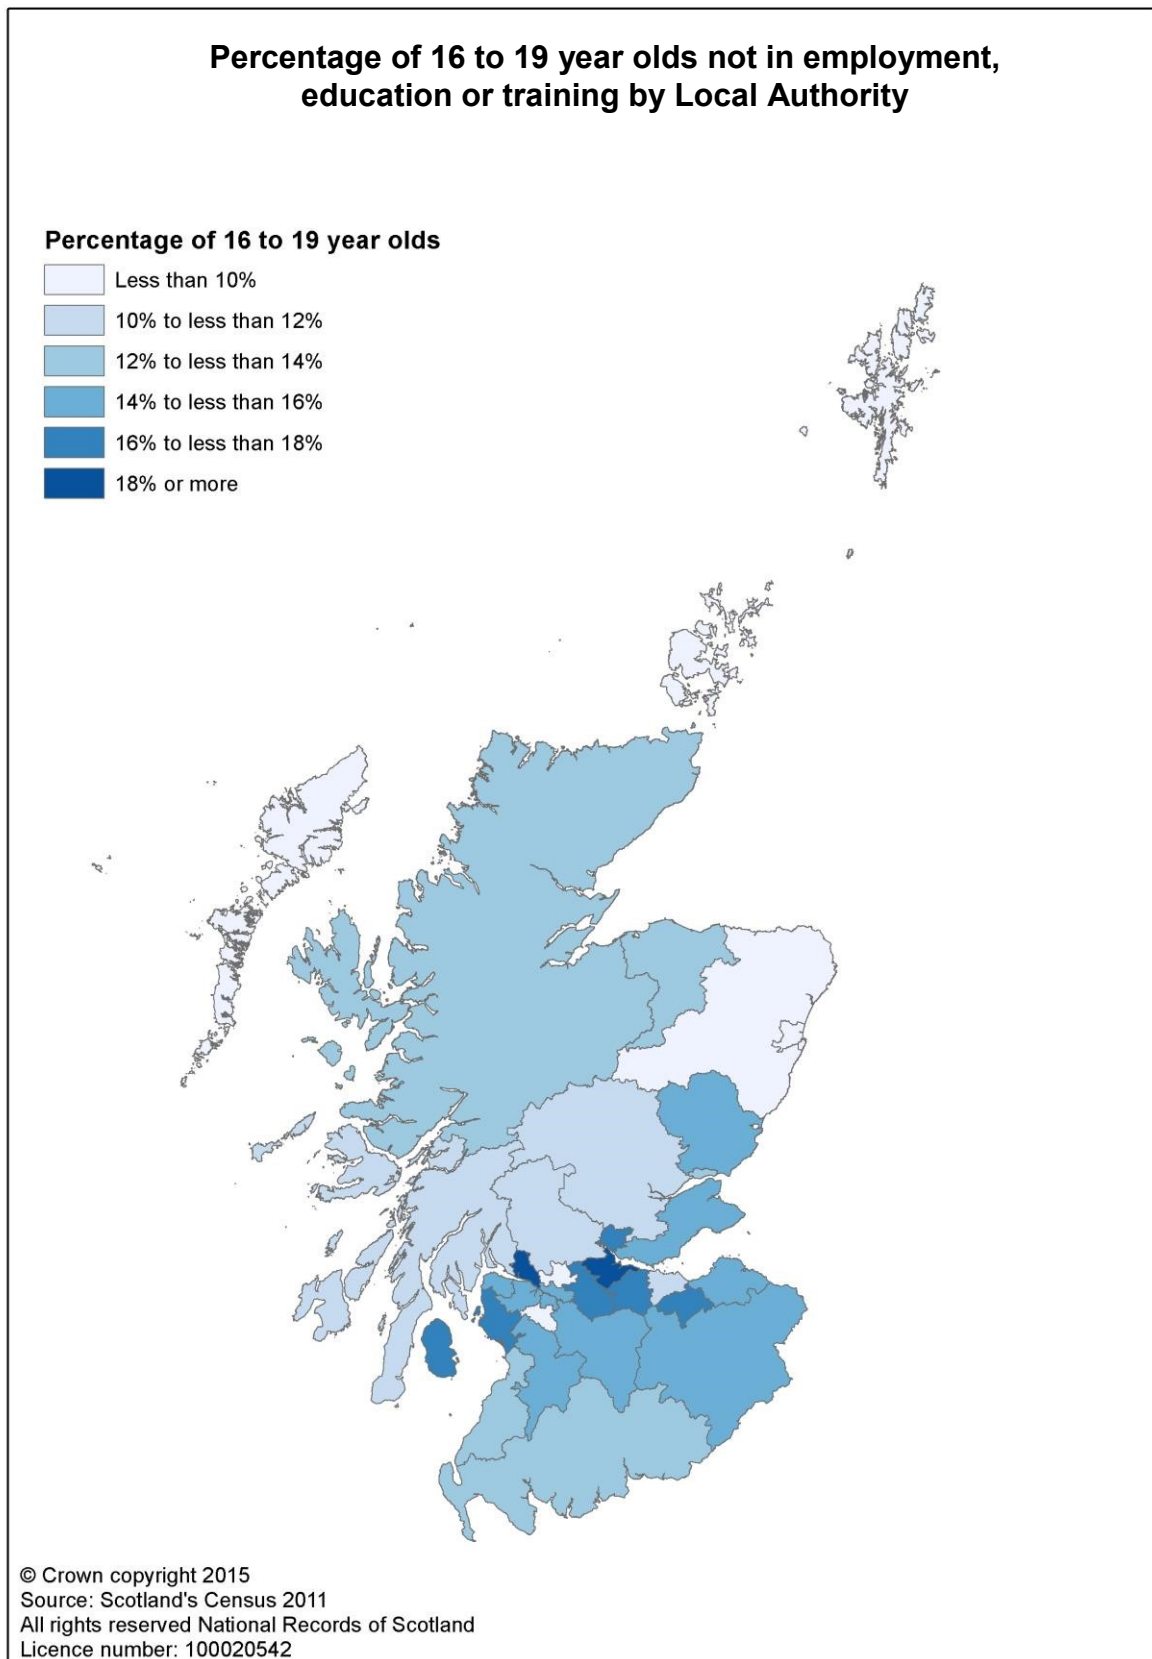 Percentage of 16 to 19 year olds not in employment,
education or training by Local Authority
Percentage of 16 to 19 year olds
Less than 10%
10% to less than 12%
12% to less than 14%
14% to less than 16%
16% to less than 18%
18% or more
© Crown copyright 2015
Source: Scotland's Census 2011
All rights reserved National Records of Scotland
Licence number: 100020542